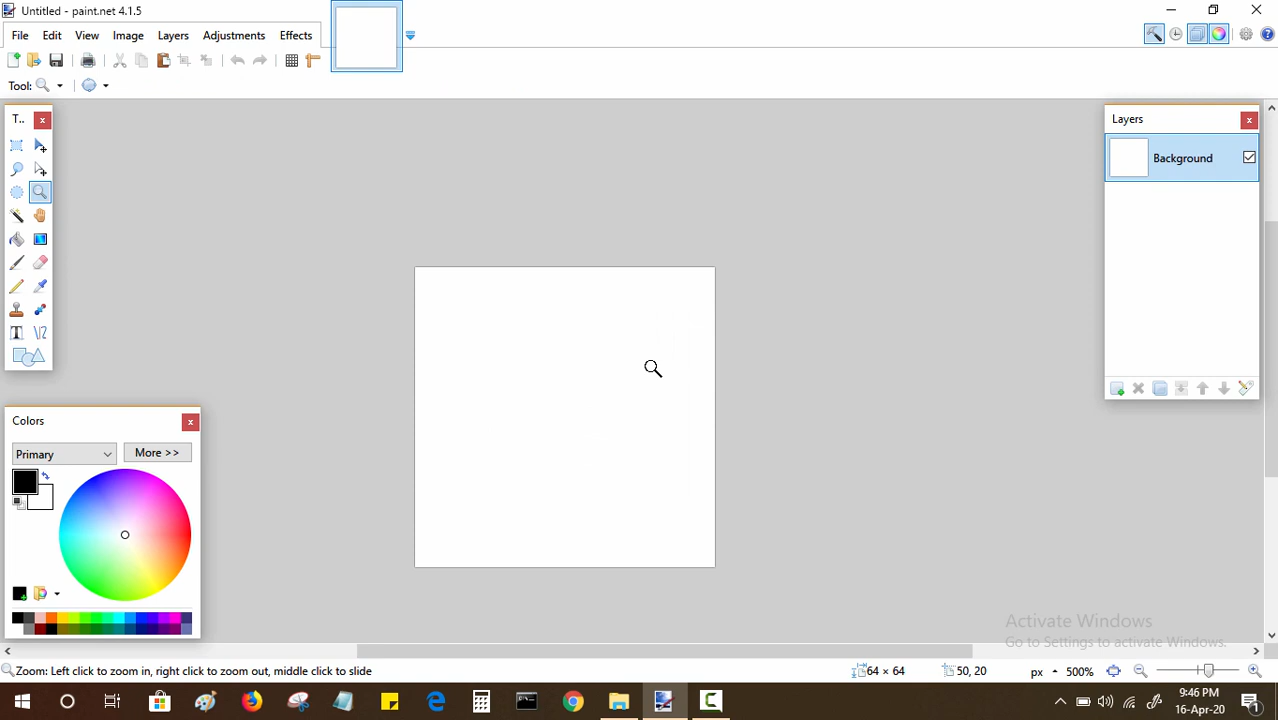 Untitled - paint.net 4.1.5
File Edit View Image Layers Adjustments Effects
Tool:
T..
Layers
Background
Colors
Primary
More >>
Activate Windows
Go to Settings to activate Windows.
Zoom: Left click to zoom in, right click to zoom out, middle click to slide
64 × 64
50, 20
px
500%
9:46 PM
16-Apr-20
1